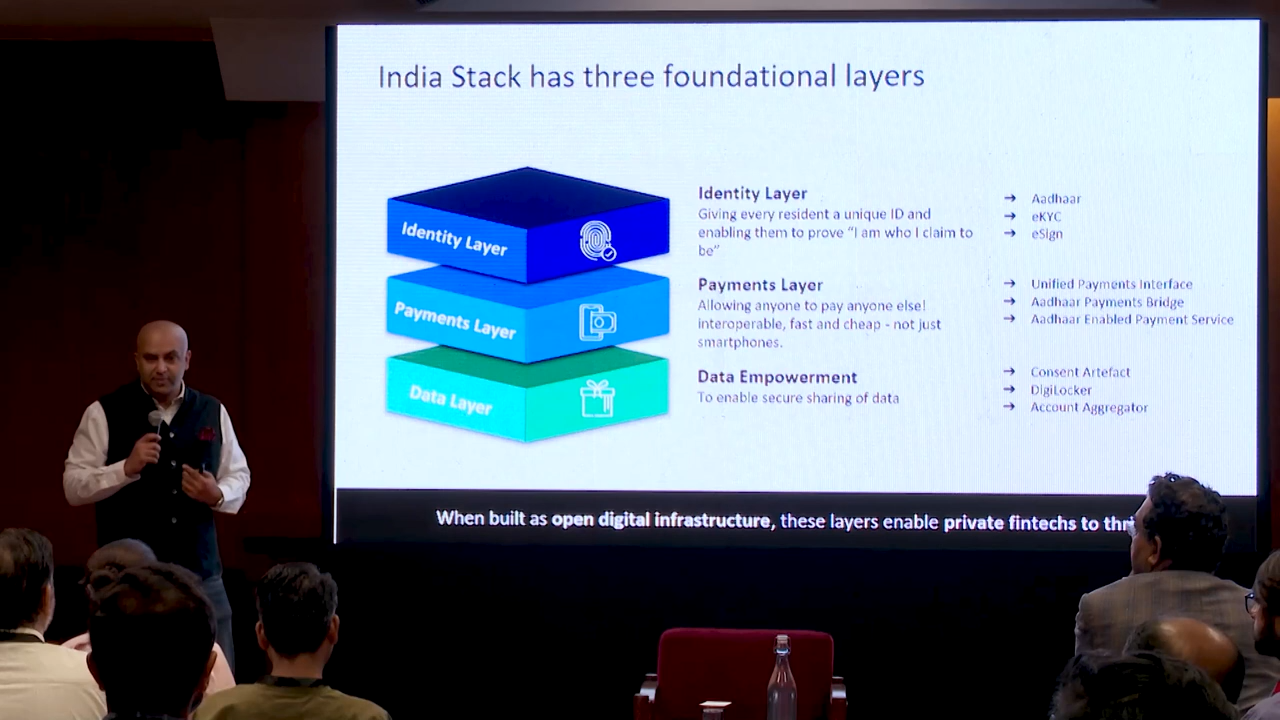 India Stack has three foundational layers
Identity Layer
Payments Layer
Data Layer
Identity Layer
Giving every resident a unique ID and
enabling them to prove “I am who I claim to
be”
→ Aadhaar
→ eKYC
→ eSign
Payments Layer
Allowing anyone to pay anyone else!
interoperable, fast and cheap - not just
smartphones.
→ Unified Payments Interface
→ Aadhaar Payments Bridge
→ Aadhaar Enabled Payment Service
Data Empowerment
To enable secure sharing of data
→ Consent Artefact
→ DigiLocker
→ Account Aggregator
When built as open digital infrastructure, these layers enable private fintechs to